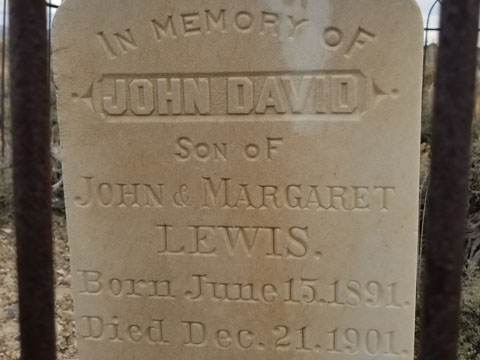 IN MEMORY OF
JOHN DAVID
SON OF
JOHN & MARGARET
LEWIS.
Born June 15. 1891.
Died Dec. 21. 1901.